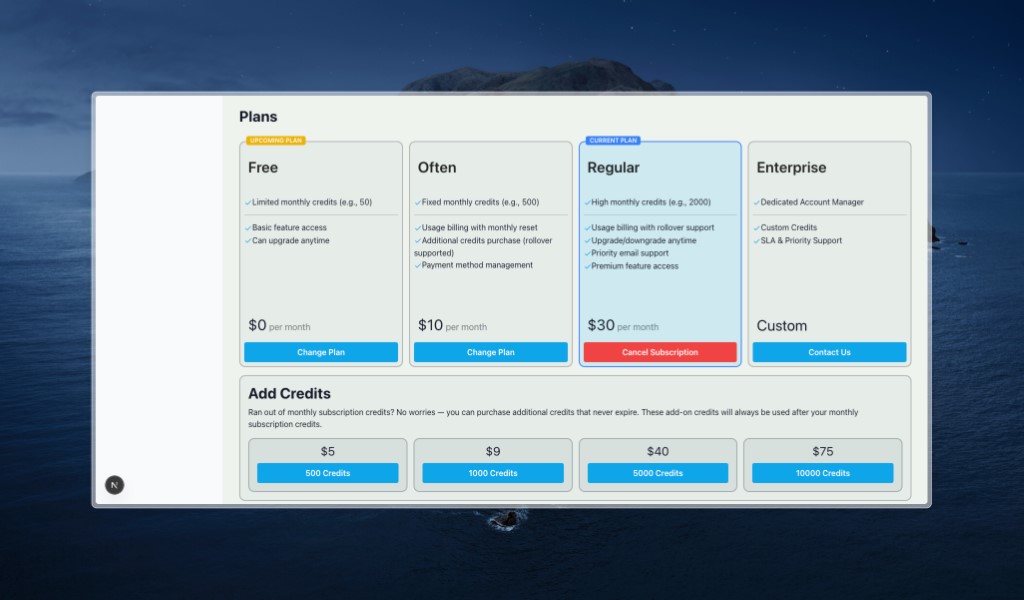 Plans
UPCOMING PLAN
Free
✓Limited monthly credits (e.g., 50)
✓Basic feature access
✓Can upgrade anytime
$0 per month
Change Plan
Often
✓Fixed monthly credits (e.g., 500)
✓Usage billing with monthly reset
✓Additional credits purchase (rollover
supported)
✓Payment method management
$10 per month
Change Plan
CURRENT PLAN
Regular
✓High monthly credits (e.g., 2000)
✓Usage billing with rollover support
✓Upgrade/downgrade anytime
✓Priority email support
✓Premium feature access
$30 per month
Cancel Subscription
Enterprise
✓Dedicated Account Manager
✓Custom Credits
✓SLA & Priority Support
Custom
Contact Us
Add Credits
Ran out of monthly subscription credits? No worries — you can purchase additional credits that never expire. These add-on credits will always be used after your monthly
subscription credits.
$5
500 Credits
$9
1000 Credits
$40
5000 Credits
$75
10000 Credits
N